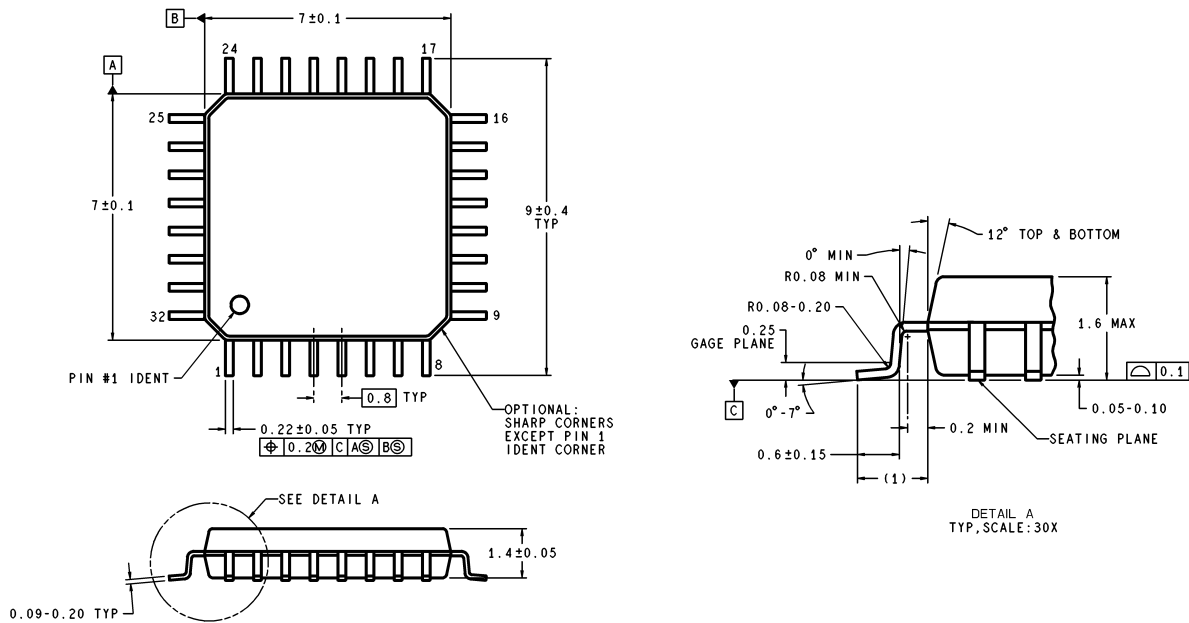 B
7±0.1
24
17
A
25
16
7±0.1
9±0.4
TYP
32
9
1
8
PIN #1 IDENT
0.8 TYP
0.22±0.05 TYP
⌖ 0.2Ⓜ C AⓈ BⓈ
OPTIONAL:
SHARP CORNERS
EXCEPT PIN 1
IDENT CORNER
SEE DETAIL A
1.4±0.05
0.09-0.20 TYP
12° TOP & BOTTOM
0° MIN
R0.08 MIN
R0.08-0.20
0.25
GAGE PLANE
1.6 MAX
⌓ 0.1
C
0°-7°
0.05-0.10
0.2 MIN
SEATING PLANE
0.6±0.15
(1)
DETAIL A
TYP,SCALE:30X